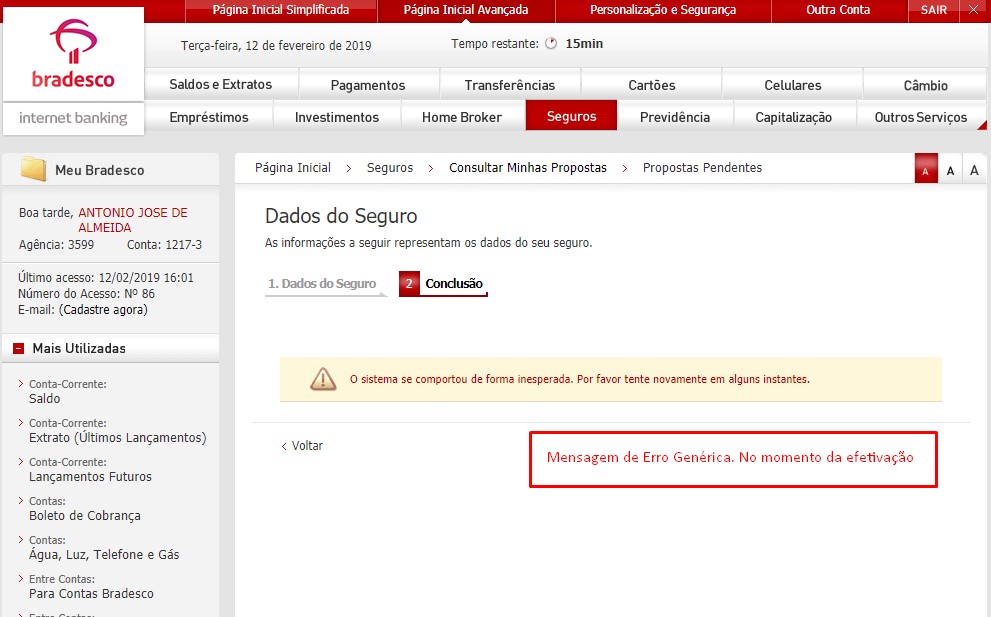 Página Inicial Simplificada
Página Inicial Avançada
Personalização e Segurança
Outra Conta
SAIR
bradesco
internet banking
Terça-feira, 12 de fevereiro de 2019
Tempo restante: 15min
Saldos e Extratos
Pagamentos
Transferências
Cartões
Celulares
Câmbio
Empréstimos
Investimentos
Home Broker
Seguros
Previdência
Capitalização
Outros Serviços
Meu Bradesco
Boa tarde, ANTONIO JOSE DE
ALMEIDA
Agência: 3599 Conta: 1217-3
Último acesso: 12/02/2019 16:01
Número do Acesso: Nº 86
E-mail: (Cadastre agora)
Mais Utilizadas
Conta-Corrente:
Saldo
Conta-Corrente:
Extrato (Últimos Lançamentos)
Conta-Corrente:
Lançamentos Futuros
Contas:
Boleto de Cobrança
Contas:
Água, Luz, Telefone e Gás
Entre Contas:
Para Contas Bradesco
Página Inicial > Seguros > Consultar Minhas Propostas > Propostas Pendentes
A A A
Dados do Seguro
As informações a seguir representam os dados do seu seguro.
1. Dados do Seguro
2 Conclusão
O sistema se comportou de forma inesperada. Por favor tente novamente em alguns instantes.
Voltar
Mensagem de Erro Genérica. No momento da efetivação